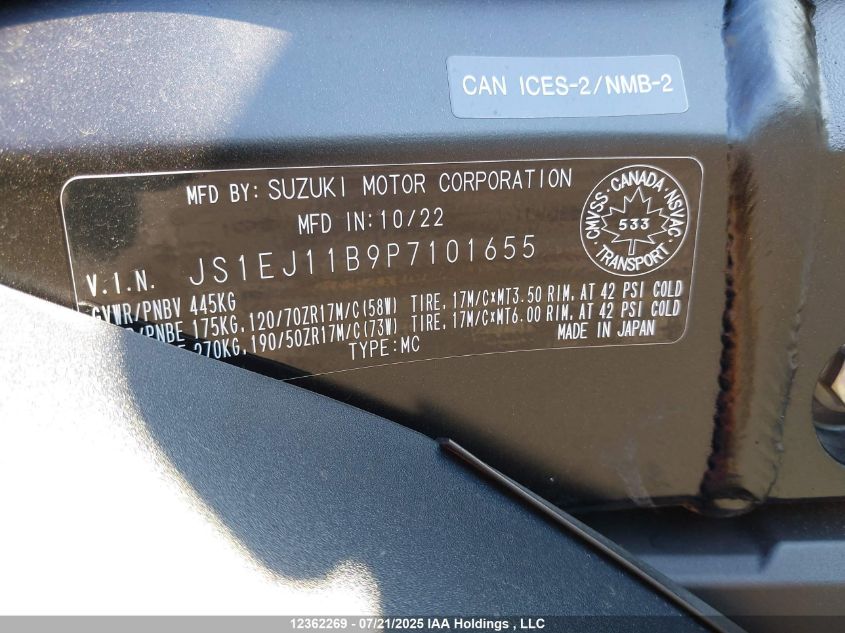 CAN ICES-2/NMB-2
MFD BY: SUZUKI MOTOR CORPORATION
MFD IN: 10/22
V.I.N. JS1EJ11B9P7101655
GVWR/PNBV 445KG
/PNBE 175KG, 120/70ZR17M/C(58W) TIRE, 17M/C×MT3.50 RIM, AT 42 PSI COLD
270KG, 190/50ZR17M/C(73W) TIRE, 17M/C×MT6.00 RIM, AT 42 PSI COLD
TYPE:MC MADE IN JAPAN
CMVSS · CANADA · NSVAC
533
TRANSPORT
12362269 - 07/21/2025 IAA Holdings , LLC